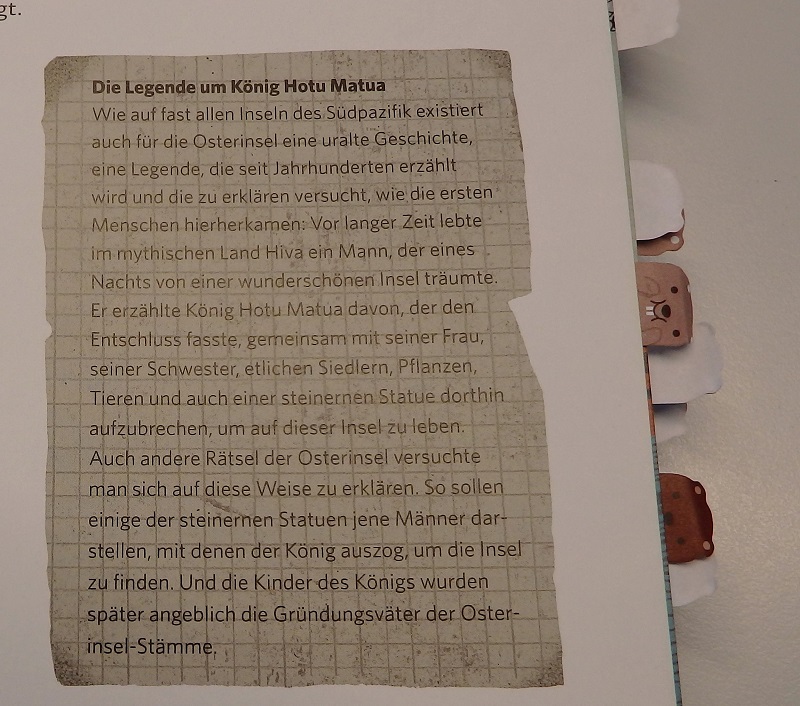 gt.
Die Legende um König Hotu Matua
Wie auf fast allen Inseln des Südpazifik existiert
auch für die Osterinsel eine uralte Geschichte,
eine Legende, die seit Jahrhunderten erzählt
wird und die zu erklären versucht, wie die ersten
Menschen hierherkamen: Vor langer Zeit lebte
im mythischen Land Hiva ein Mann, der eines
Nachts von einer wunderschönen Insel träumte.
Er erzählte König Hotu Matua davon, der den
Entschluss fasste, gemeinsam mit seiner Frau,
seiner Schwester, etlichen Siedlern, Pflanzen,
Tieren und auch einer steinernen Statue dorthin
aufzubrechen, um auf dieser Insel zu leben.
Auch andere Rätsel der Osterinsel versuchte
man sich auf diese Weise zu erklären. So sollen
einige der steinernen Statuen jene Männer dar-
stellen, mit denen der König auszog, um die Insel
zu finden. Und die Kinder des Königs wurden
später angeblich die Gründungsväter der Oster-
insel-Stämme.